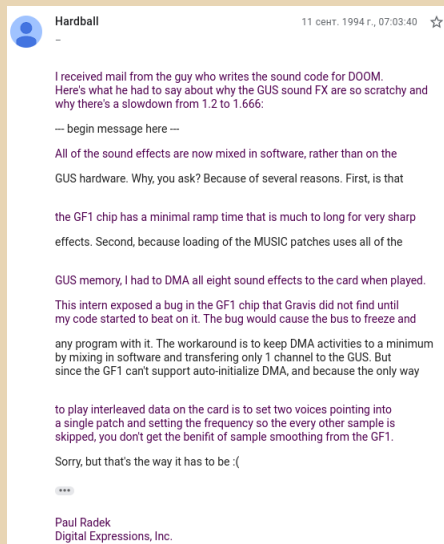 Hardball
11 сент. 1994 г., 07:03:40
–
I received mail from the guy who writes the sound code for DOOM.
Here's what he had to say about why the GUS sound FX are so scratchy and
why there's a slowdown from 1.2 to 1.666:
--- begin message here ---
All of the sound effects are now mixed in software, rather than on the
GUS hardware. Why, you ask? Because of several reasons. First, is that
the GF1 chip has a minimal ramp time that is much to long for very sharp
effects. Second, because loading of the MUSIC patches uses all of the
GUS memory, I had to DMA all eight sound effects to the card when played.
This intern exposed a bug in the GF1 chip that Gravis did not find until
my code started to beat on it. The bug would cause the bus to freeze and
any program with it. The workaround is to keep DMA activities to a minimum
by mixing in software and transfering only 1 channel to the GUS. But
since the GF1 can't support auto-initialize DMA, and because the only way
to play interleaved data on the card is to set two voices pointing into
a single patch and setting the frequency so the every other sample is
skipped, you don't get the benifit of sample smoothing from the GF1.
Sorry, but that's the way it has to be :(
•••
Paul Radek
Digital Expressions, Inc.